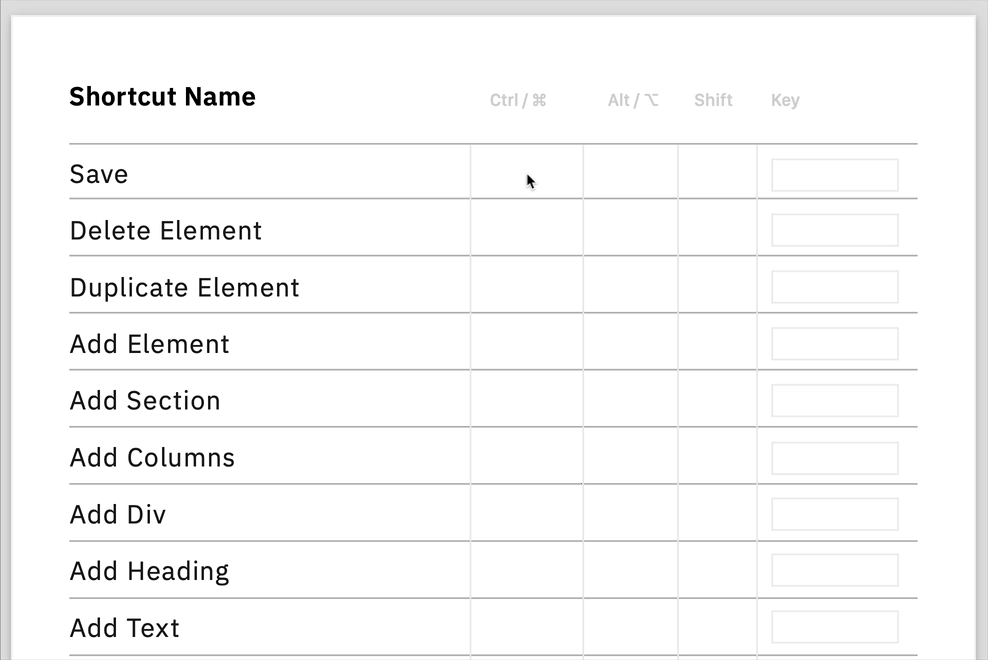 Shortcut Name Ctrl / ⌘ Alt / ⌥ Shift Key
Save
Delete Element
Duplicate Element
Add Element
Add Section
Add Columns
Add Div
Add Heading
Add Text